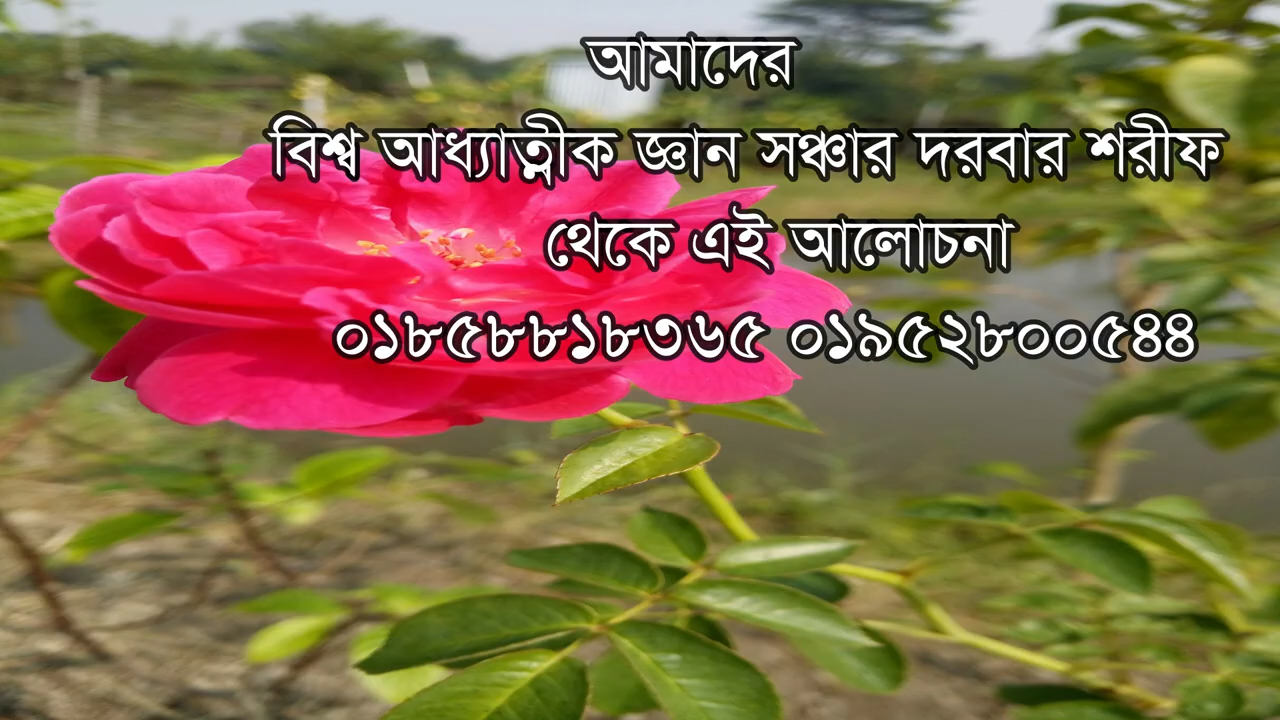 আমাদের
বিশ্ব আধ্যাত্নীক জ্ঞান সঞ্চার দরবার শরীফ
থেকে এই আলোচনা
০১৮৫৮৮১৮৩৬৫ ০১৯৫২৮০০৫৪৪